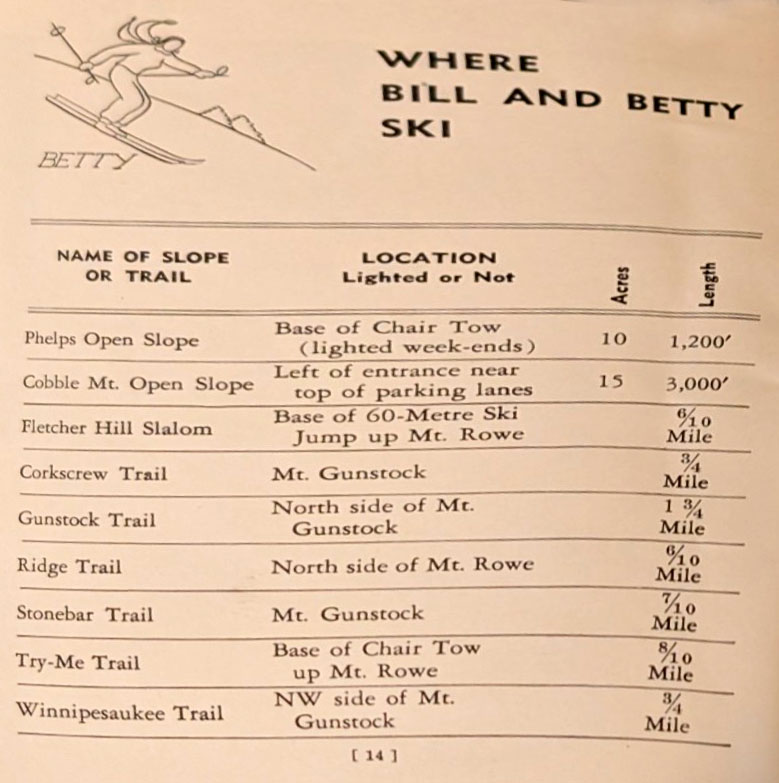 BETTY
WHERE
BILL AND BETTY
SKI
NAME OF SLOPE
OR TRAIL
LOCATION
Lighted or Not
Acres
Length
Phelps Open Slope
Base of Chair Tow
(lighted week-ends)
10
1,200′
Cobble Mt. Open Slope
Left of entrance near
top of parking lanes
15
3,000′
Fletcher Hill Slalom
Base of 60-Metre Ski
Jump up Mt. Rowe
6/10
Mile
Corkscrew Trail
Mt. Gunstock
3/4
Mile
Gunstock Trail
North side of Mt.
Gunstock
1 3/4
Mile
Ridge Trail
North side of Mt. Rowe
6/10
Mile
Stonebar Trail
Mt. Gunstock
7/10
Mile
Try-Me Trail
Base of Chair Tow
up Mt. Rowe
8/10
Mile
Winnipesaukee Trail
NW side of Mt.
Gunstock
3/4
Mile
[ 14 ]